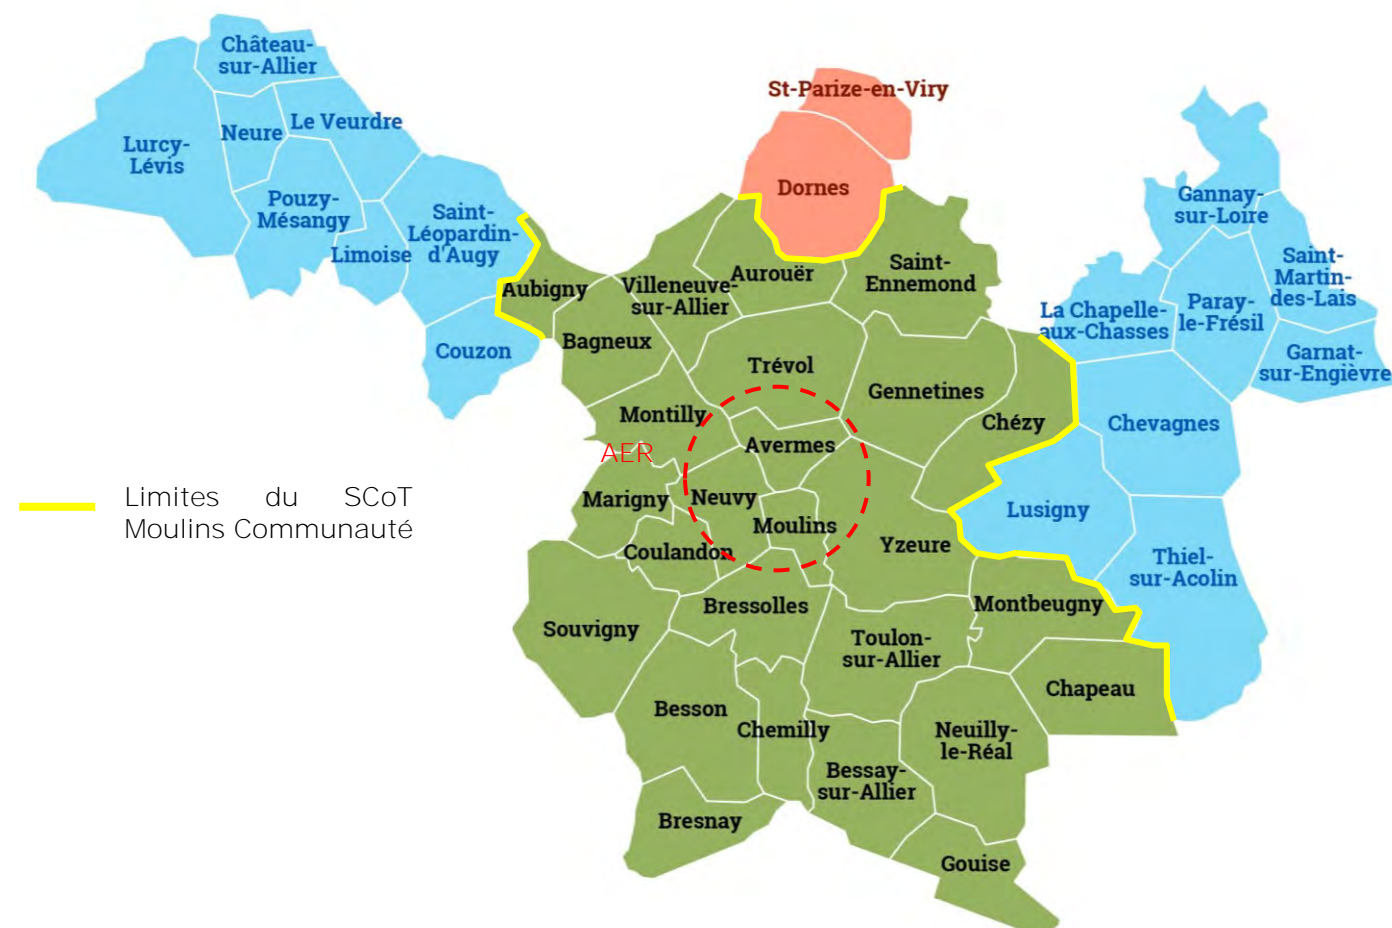 Château-
sur-Allier
St-Parize-en-Viry
Le Veurdre
Neure
Lurcy-
Lévis
Dornes
Pouzy-
Mésangy
Saint-
Léopardin-
d'Augy
Limoise
Gannay-
sur-Loire
Aurouër
Saint-
Ennemond
Saint-
Martin-
des-Lais
Aubigny
Villeneuve-
sur-Allier
La Chapelle-
aux-Chasses
Paray-
le-Frésil
Bagneux
Couzon
Garnat-
sur-Engièvre
Trévol
Gennetines
Montilly
Chézy
Chevagnes
Avermes
AER
Limites du SCoT
Moulins Communauté
Marigny
Neuvy
Lusigny
Moulins
Coulandon
Yzeure
Thiel-
sur-Acolin
Bressolles
Montbeugny
Souvigny
Toulon-
sur-Allier
Chapeau
Besson
Chemilly
Neuilly-
le-Réal
Bessay-
sur-Allier
Bresnay
Gouise